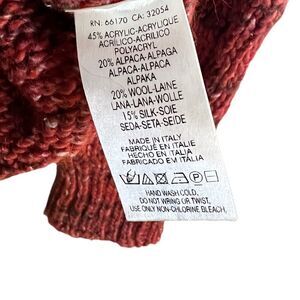 RN: 66170 CA: 32054
45% ACRYLIC-ACRYLIQUE
ACRILICO-ACRÍLICO
POLYACRYL
20% ALPACA-ALPAGA
ALPACA-ALPACA
ALPAKA
20% WOOL-LAINE
LANA-LANA-WOLLE
15% SILK-SOIE
SEDA-SETA-SEIDE
MADE IN ITALY
FABRIQUÉ EN ITALIE
HECHO EN ITALIA
FABRICADO EM ITALIA
HAND WASH COLD,
DO NOT WRING OR TWIST,
USE ONLY NON-CHLORINE BLEACH,